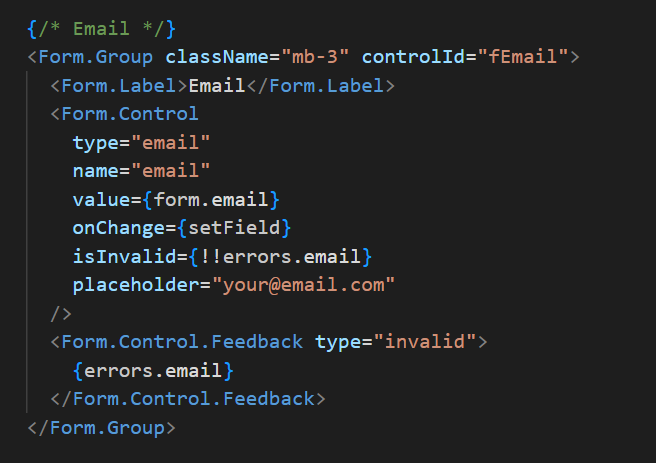 {/* Email */}
<Form.Group className="mb-3" controlId="fEmail">
  <Form.Label>Email</Form.Label>
  <Form.Control
    type="email"
    name="email"
    value={form.email}
    onChange={setField}
    isInvalid={!!errors.email}
    placeholder="your@email.com"
  />
  <Form.Control.Feedback type="invalid">
    {errors.email}
  </Form.Control.Feedback>
</Form.Group>